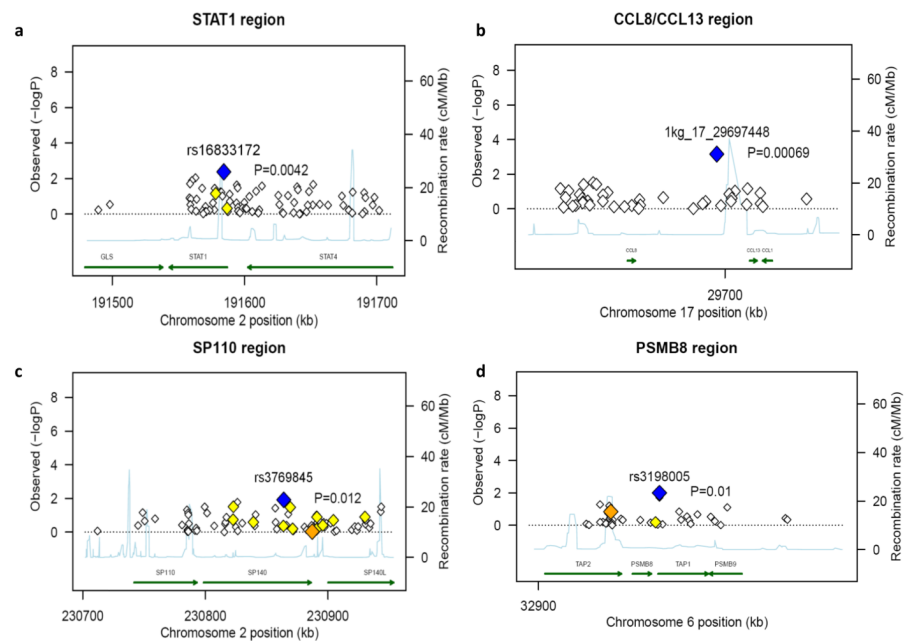 STAT1 region
a
Observed (−logP)
8
6
4
2
0
rs16833172
P=0.0042
60
40
20
0
Recombination rate (cM/Mb)
GLS
STAT1
STAT4
191500
191600
191700
Chromosome 2 position (kb)
CCL8/CCL13 region
b
Observed (−logP)
8
6
4
2
0
1kg_17_29697448
P=0.00069
60
40
20
0
Recombination rate (cM/Mb)
CCL8
CCL13
CCL1
29700
Chromosome 17 position (kb)
SP110 region
c
Observed (−logP)
8
6
4
2
0
rs3769845
P=0.012
60
40
20
0
Recombination rate (cM/Mb)
SP110
SP140
SP140L
230700
230800
230900
Chromosome 2 position (kb)
PSMB8 region
d
Observed (−logP)
8
6
4
2
0
rs3198005
P=0.01
60
40
20
0
Recombination rate (cM/Mb)
TAP2
PSMB8
TAP1
PSMB9
32900
Chromosome 6 position (kb)